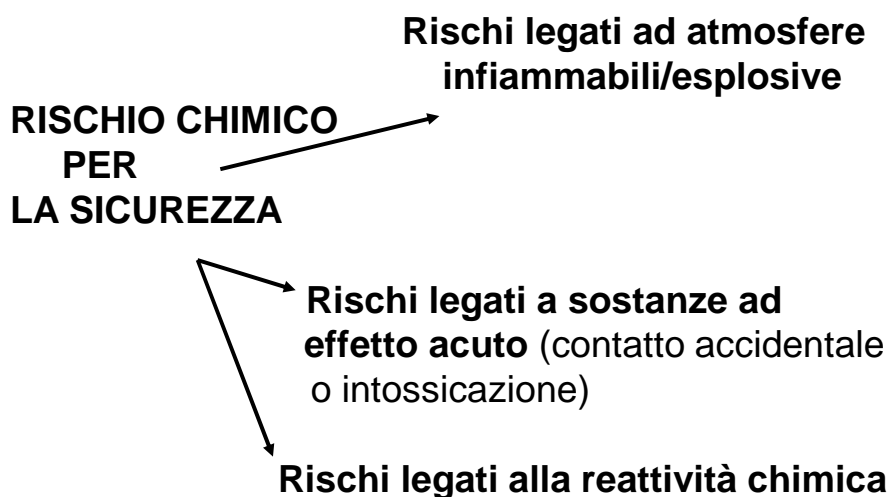 Rischi legati ad atmosfere
infiammabili/esplosive
RISCHIO CHIMICO
PER
LA SICUREZZA
Rischi legati a sostanze ad
effetto acuto (contatto accidentale
o intossicazione)
Rischi legati alla reattività chimica